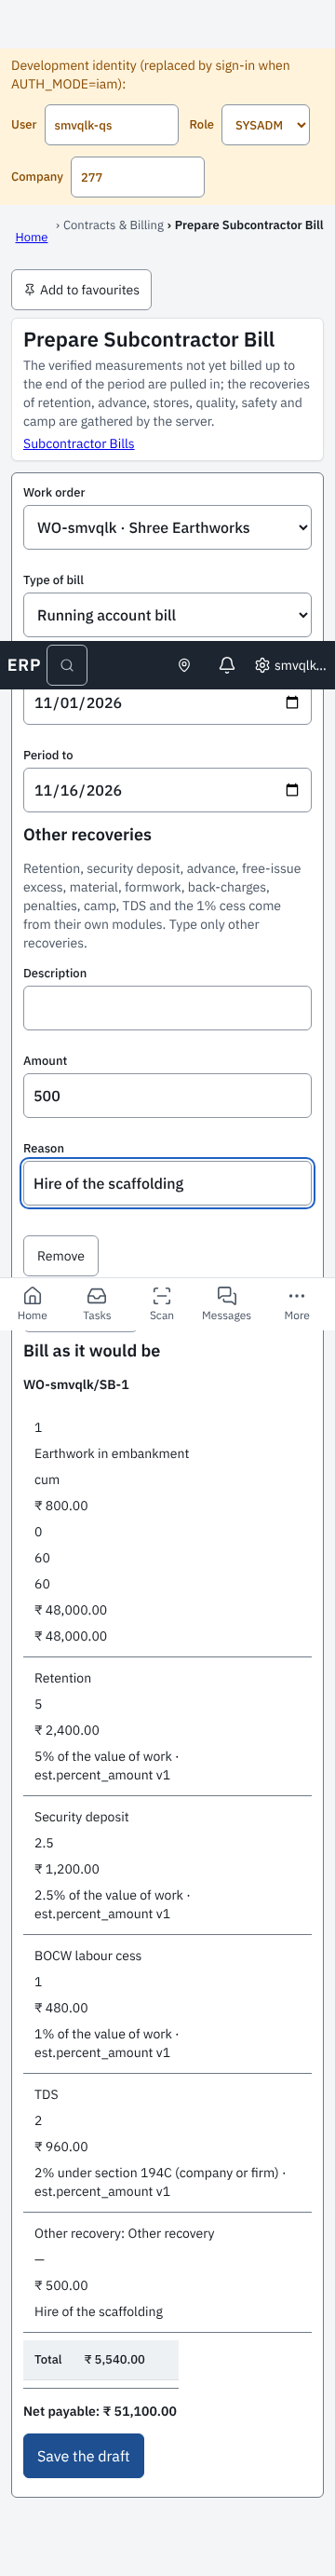 Development identity (replaced by sign-in when
AUTH_MODE=iam):
User smvqlk-qs Role SYSADM
Company 277
Home › Contracts & Billing › Prepare Subcontractor Bill
Add to favourites
Prepare Subcontractor Bill
The verified measurements not yet billed up to
the end of the period are pulled in; the recoveries
of retention, advance, stores, quality, safety and
camp are gathered by the server.
Subcontractor Bills
Work order
WO-smvqlk · Shree Earthworks
Type of bill
Running account bill
ERP smvqlk...
11/01/2026
Period to
11/16/2026
Other recoveries
Retention, security deposit, advance, free-issue
excess, material, formwork, back-charges,
penalties, camp, TDS and the 1% cess come
from their own modules. Type only other
recoveries.
Description
Amount
500
Reason
Hire of the scaffolding
Remove
Home Tasks Scan Messages More
Bill as it would be
WO-smvqlk/SB-1
1
Earthwork in embankment
cum
₹ 800.00
0
60
60
₹ 48,000.00
₹ 48,000.00
Retention
5
₹ 2,400.00
5% of the value of work ·
est.percent_amount v1
Security deposit
2.5
₹ 1,200.00
2.5% of the value of work ·
est.percent_amount v1
BOCW labour cess
1
₹ 480.00
1% of the value of work ·
est.percent_amount v1
TDS
2
₹ 960.00
2% under section 194C (company or firm) ·
est.percent_amount v1
Other recovery: Other recovery
—
₹ 500.00
Hire of the scaffolding
Total ₹ 5,540.00
Net payable: ₹ 51,100.00
Save the draft